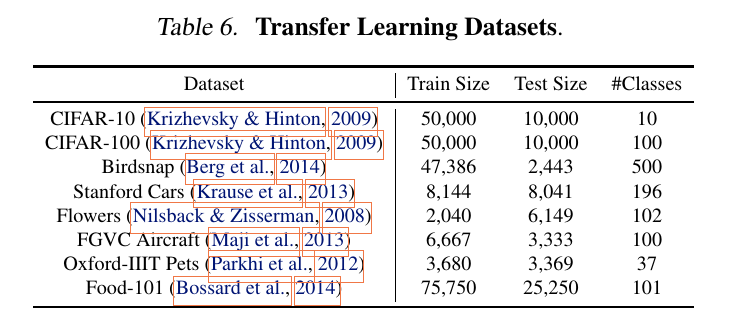 Table 6. Transfer Learning Datasets.
Dataset Train Size Test Size #Classes
CIFAR-10 (Krizhevsky & Hinton, 2009) 50,000 10,000 10
CIFAR-100 (Krizhevsky & Hinton, 2009) 50,000 10,000 100
Birdsnap (Berg et al., 2014) 47,386 2,443 500
Stanford Cars (Krause et al., 2013) 8,144 8,041 196
Flowers (Nilsback & Zisserman, 2008) 2,040 6,149 102
FGVC Aircraft (Maji et al., 2013) 6,667 3,333 100
Oxford-IIIT Pets (Parkhi et al., 2012) 3,680 3,369 37
Food-101 (Bossard et al., 2014) 75,750 25,250 101